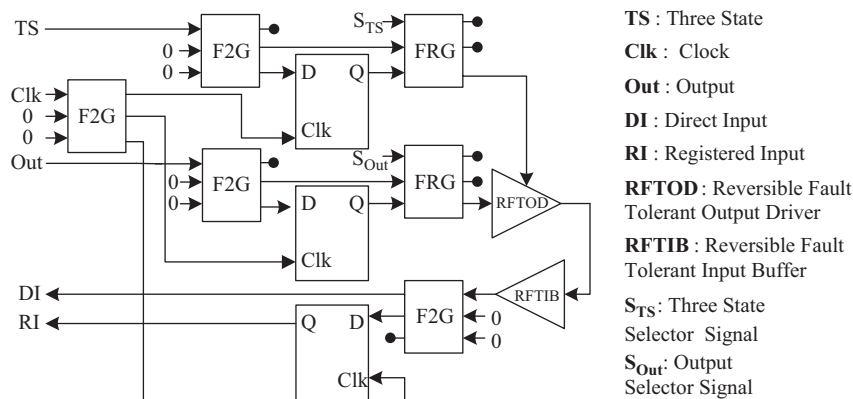 TS
0
0
F2G
S_TS
FRG
D
Q
Clk
Clk
0
0
F2G
Out
0
0
F2G
S_Out
FRG
D
Q
Clk
RFTOD
RFTIB
DI
RI
F2G
0
0
Q
D
Clk
TS : Three State
Clk : Clock
Out : Output
DI : Direct Input
RI : Registered Input
RFTOD : Reversible Fault
Tolerant Output Driver
RFTIB : Reversible Fault
Tolerant Input Buffer
S_TS: Three State
Selector Signal
S_Out: Output
Selector Signal